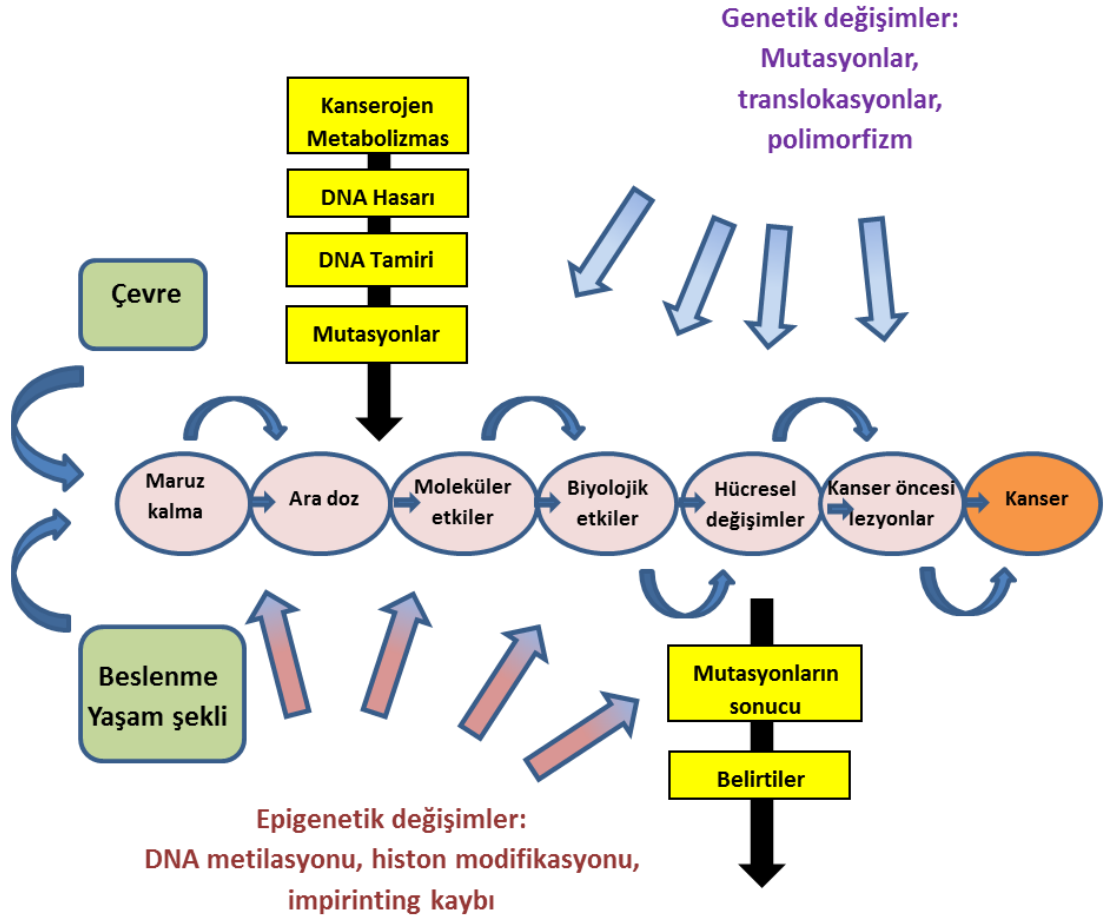 Genetik değişimler:
Mutasyonlar,
translokasyonlar,
polimorfizm
Kanserojen
Metabolizmas
DNA Hasarı
DNA Tamiri
Mutasyonlar
Çevre
Maruz
kalma
Ara doz
Moleküler
etkiler
Biyolojik
etkiler
Hücresel
değişimler
Kanser öncesi
lezyonlar
Kanser
Beslenme
Yaşam şekli
Mutasyonların
sonucu
Belirtiler
Epigenetik değişimler:
DNA metilasyonu, histon modifikasyonu,
impirinting kaybı